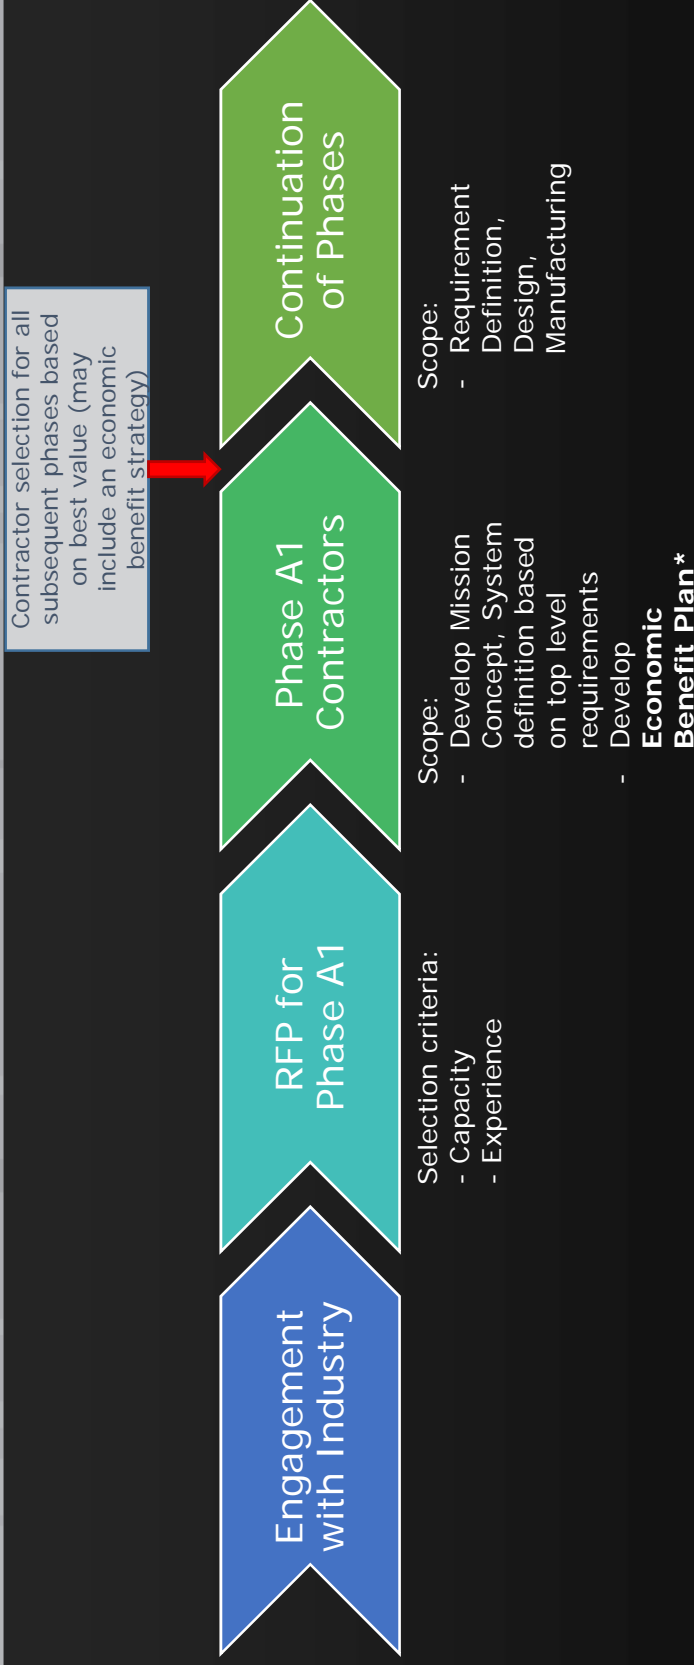 Contractor selection for all
subsequent phases based
on best value (may
include an economic
benefit strategy)
Engagement
with Industry
RFP for
Phase A1
Phase A1
Contractors
Continuation
of Phases
Selection criteria:
- Capacity
- Experience
Scope:
- Develop Mission
Concept, System
definition based
on top level
requirements
- Develop
Economic
Benefit Plan*
Scope:
- Requirement
Definition,
Design,
Manufacturing